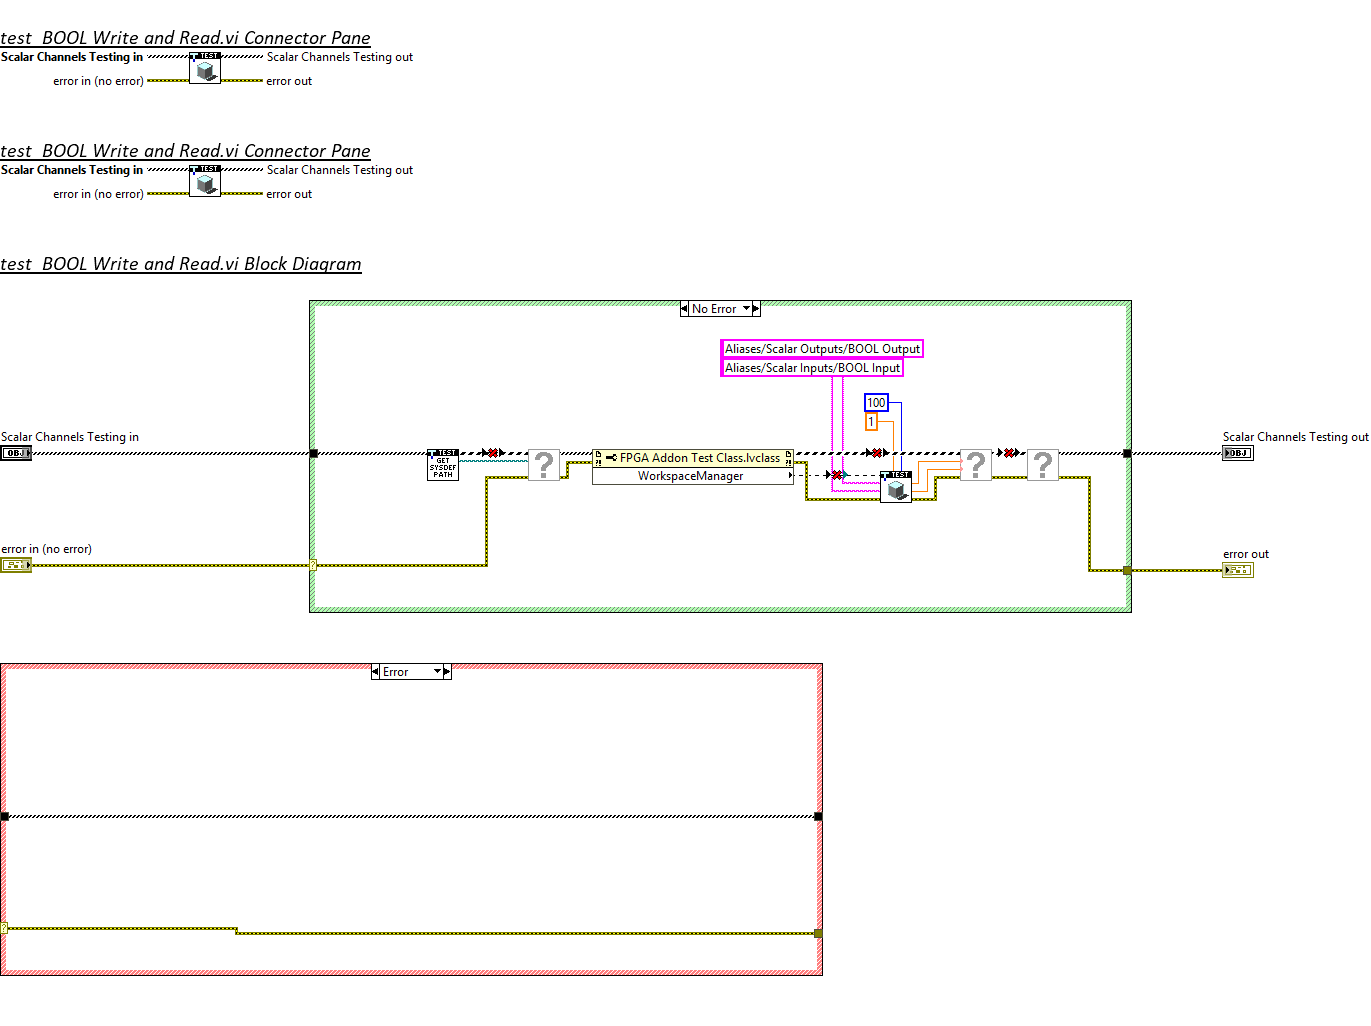 test_BOOL Write and Read.vi Connector Pane
Scalar Channels Testing in
TEST
Scalar Channels Testing out
error in (no error)
error out
test_BOOL Write and Read.vi Connector Pane
Scalar Channels Testing in
TEST
Scalar Channels Testing out
error in (no error)
error out
test_BOOL Write and Read.vi Block Diagram
No Error
Aliases/Scalar Outputs/BOOL Output
Aliases/Scalar Inputs/BOOL Input
100
1
Scalar Channels Testing in
OBJ
TEST
GET
SYSDEF
PATH
?
FPGA Addon Test Class.lvclass
WorkspaceManager
TEST
?
?
Scalar Channels Testing out
OBJ
error in (no error)
?
error out
Error
?